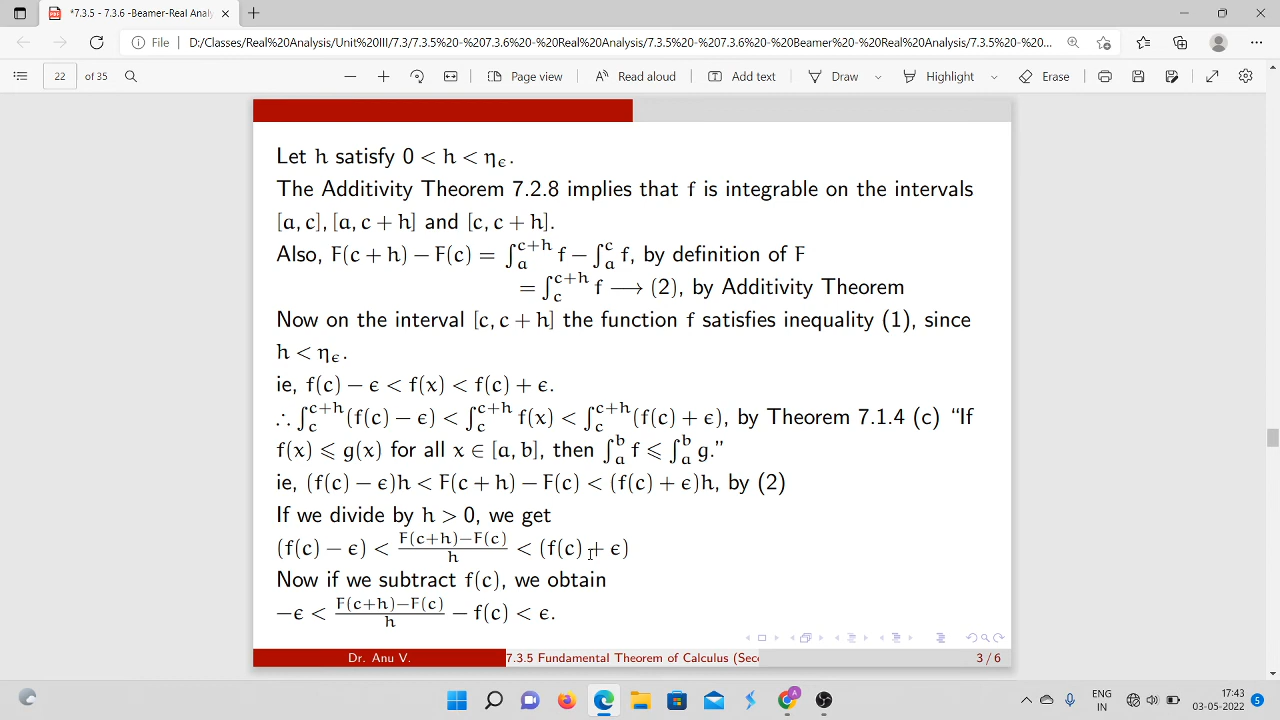 *7.3.5 - 7.3.6 -Beamer-Real Analy
File D:/Classes/Real%20Analysis/Unit%20III/7.3/7.3.5%20-%207.3.6%20-%20Real%20Analysis/7.3.5%20-%207.3.6%20-%20Beamer%20-%20Real%20Analysis/7.3.5%20-%20...
22 of 35 Page view Read aloud Add text Draw Highlight Erase
Let h satisfy 0 < h < η_ϵ.
The Additivity Theorem 7.2.8 implies that f is integrable on the intervals
[a, c], [a, c + h] and [c, c + h].
Also, F(c + h) − F(c) = ∫_a^{c+h} f − ∫_a^c f, by definition of F
= ∫_c^{c+h} f ⟶ (2), by Additivity Theorem
Now on the interval [c, c + h] the function f satisfies inequality (1), since
h < η_ϵ.
ie, f(c) − ϵ < f(x) < f(c) + ϵ.
∴ ∫_c^{c+h} (f(c) − ϵ) < ∫_c^{c+h} f(x) < ∫_c^{c+h} (f(c) + ϵ), by Theorem 7.1.4 (c) “If
f(x) ⩽ g(x) for all x ∈ [a, b], then ∫_a^b f ⩽ ∫_a^b g.”
ie, (f(c) − ϵ)h < F(c + h) − F(c) < (f(c) + ϵ)h, by (2)
If we divide by h > 0, we get
(f(c) − ϵ) < \frac{F(c+h)−F(c)}{h} < (f(c) + ϵ)
Now if we subtract f(c), we obtain
−ϵ < \frac{F(c+h)−F(c)}{h} − f(c) < ϵ.
Dr. Anu V. 7.3.5 Fundamental Theorem of Calculus (Sec 3 / 6
ENG
IN
17:43
03-05-2022
5